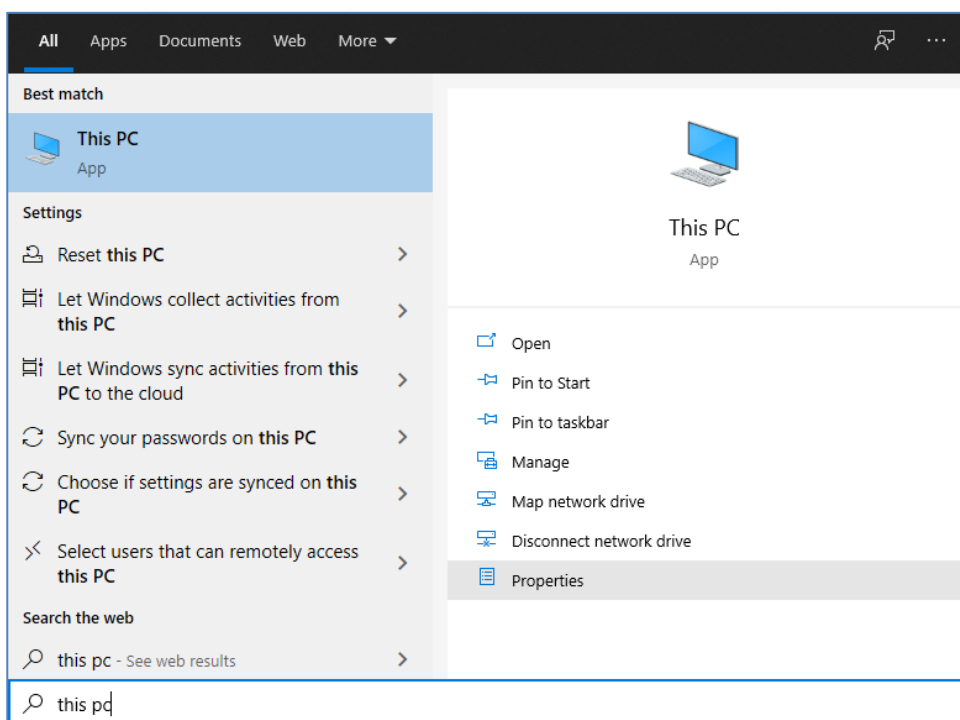 All Apps Documents Web More
Best match
This PC
App
Settings
Reset this PC
Let Windows collect activities from
this PC
Let Windows sync activities from this
PC to the cloud
Sync your passwords on this PC
Choose if settings are synced on this
PC
Select users that can remotely access
this PC
Search the web
this pc - See web results
this pc
This PC
App
Open
Pin to Start
Pin to taskbar
Manage
Map network drive
Disconnect network drive
Properties